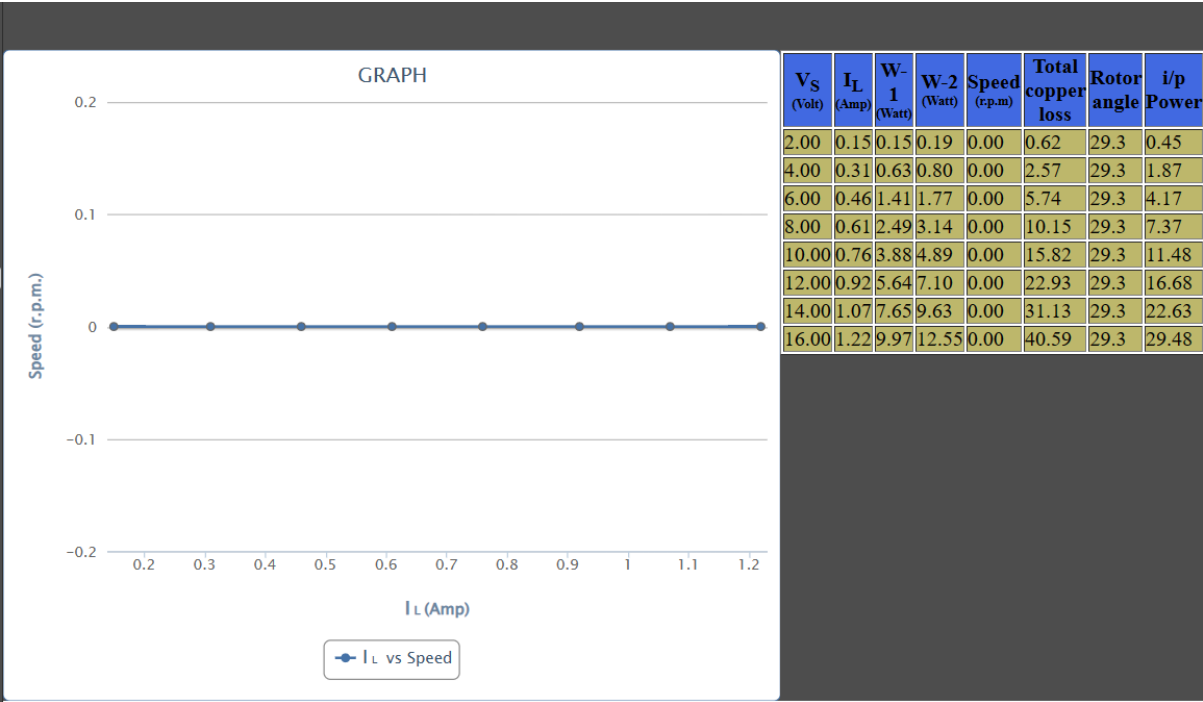 GRAPH
0.2
0.1
0
−0.1
−0.2
Speed (r.p.m.)
0.2 0.3 0.4 0.5 0.6 0.7 0.8 0.9 1 1.1 1.2
I L (Amp)
I L vs Speed
VS (Volt) IL (Amp) W-1 (Watt) W-2 (Watt) Speed (r.p.m) Total copper loss Rotor angle i/p Power
2.00 0.15 0.15 0.19 0.00 0.62 29.3 0.45
4.00 0.31 0.63 0.80 0.00 2.57 29.3 1.87
6.00 0.46 1.41 1.77 0.00 5.74 29.3 4.17
8.00 0.61 2.49 3.14 0.00 10.15 29.3 7.37
10.00 0.76 3.88 4.89 0.00 15.82 29.3 11.48
12.00 0.92 5.64 7.10 0.00 22.93 29.3 16.68
14.00 1.07 7.65 9.63 0.00 31.13 29.3 22.63
16.00 1.22 9.97 12.55 0.00 40.59 29.3 29.48